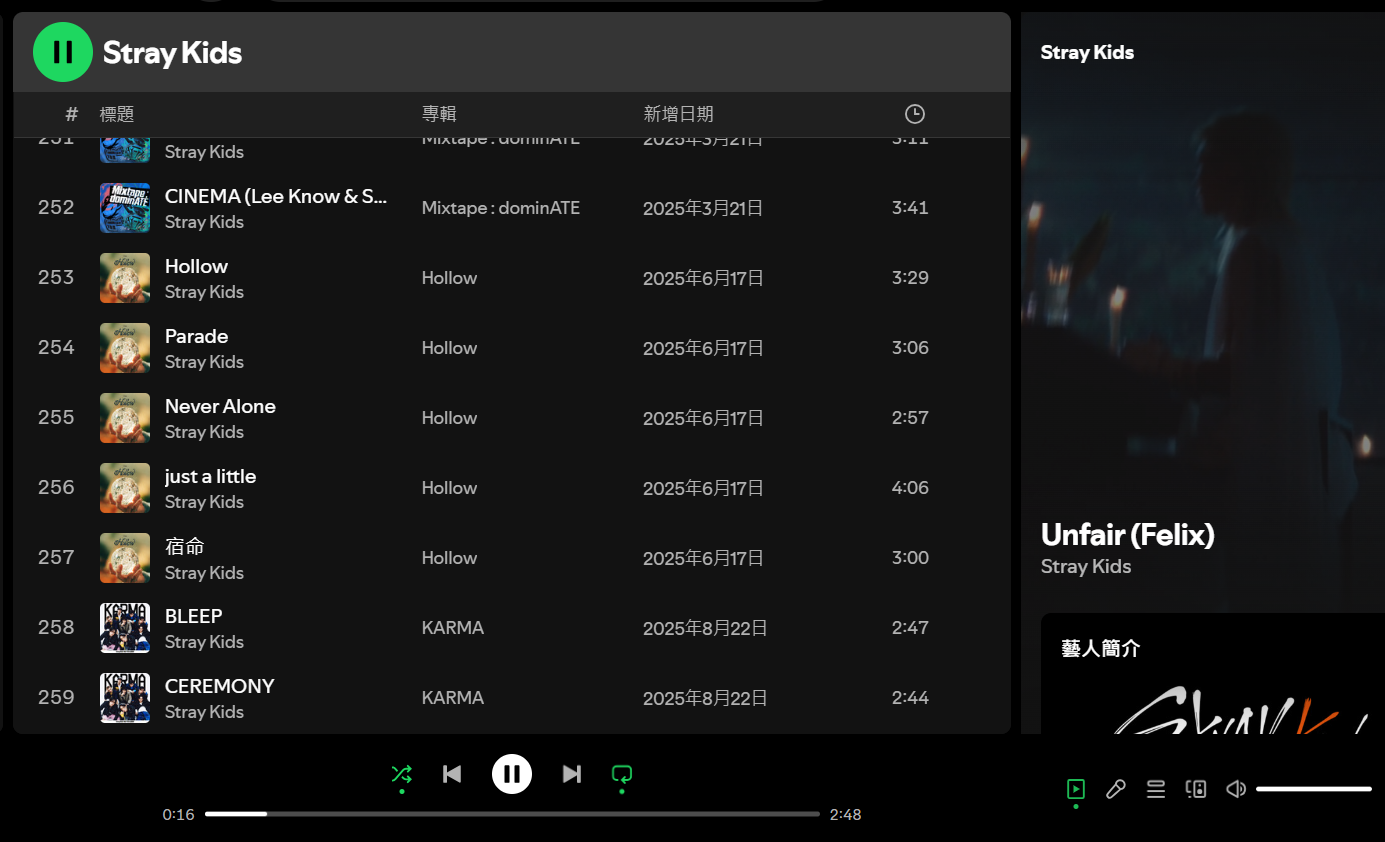 Stray Kids
# 標題 專輯 新增日期
251 Stray Kids Mixtape : dominATE 2025年3月21日 3:11
252 CINEMA (Lee Know & S... Mixtape : dominATE 2025年3月21日 3:41
Stray Kids
253 Hollow Hollow 2025年6月17日 3:29
Stray Kids
254 Parade Hollow 2025年6月17日 3:06
Stray Kids
255 Never Alone Hollow 2025年6月17日 2:57
Stray Kids
256 just a little Hollow 2025年6月17日 4:06
Stray Kids
257 宿命 Hollow 2025年6月17日 3:00
Stray Kids
258 BLEEP KARMA 2025年8月22日 2:47
Stray Kids
259 CEREMONY KARMA 2025年8月22日 2:44
Stray Kids
Stray Kids
Unfair (Felix)
Stray Kids
藝人簡介
0:16 2:48